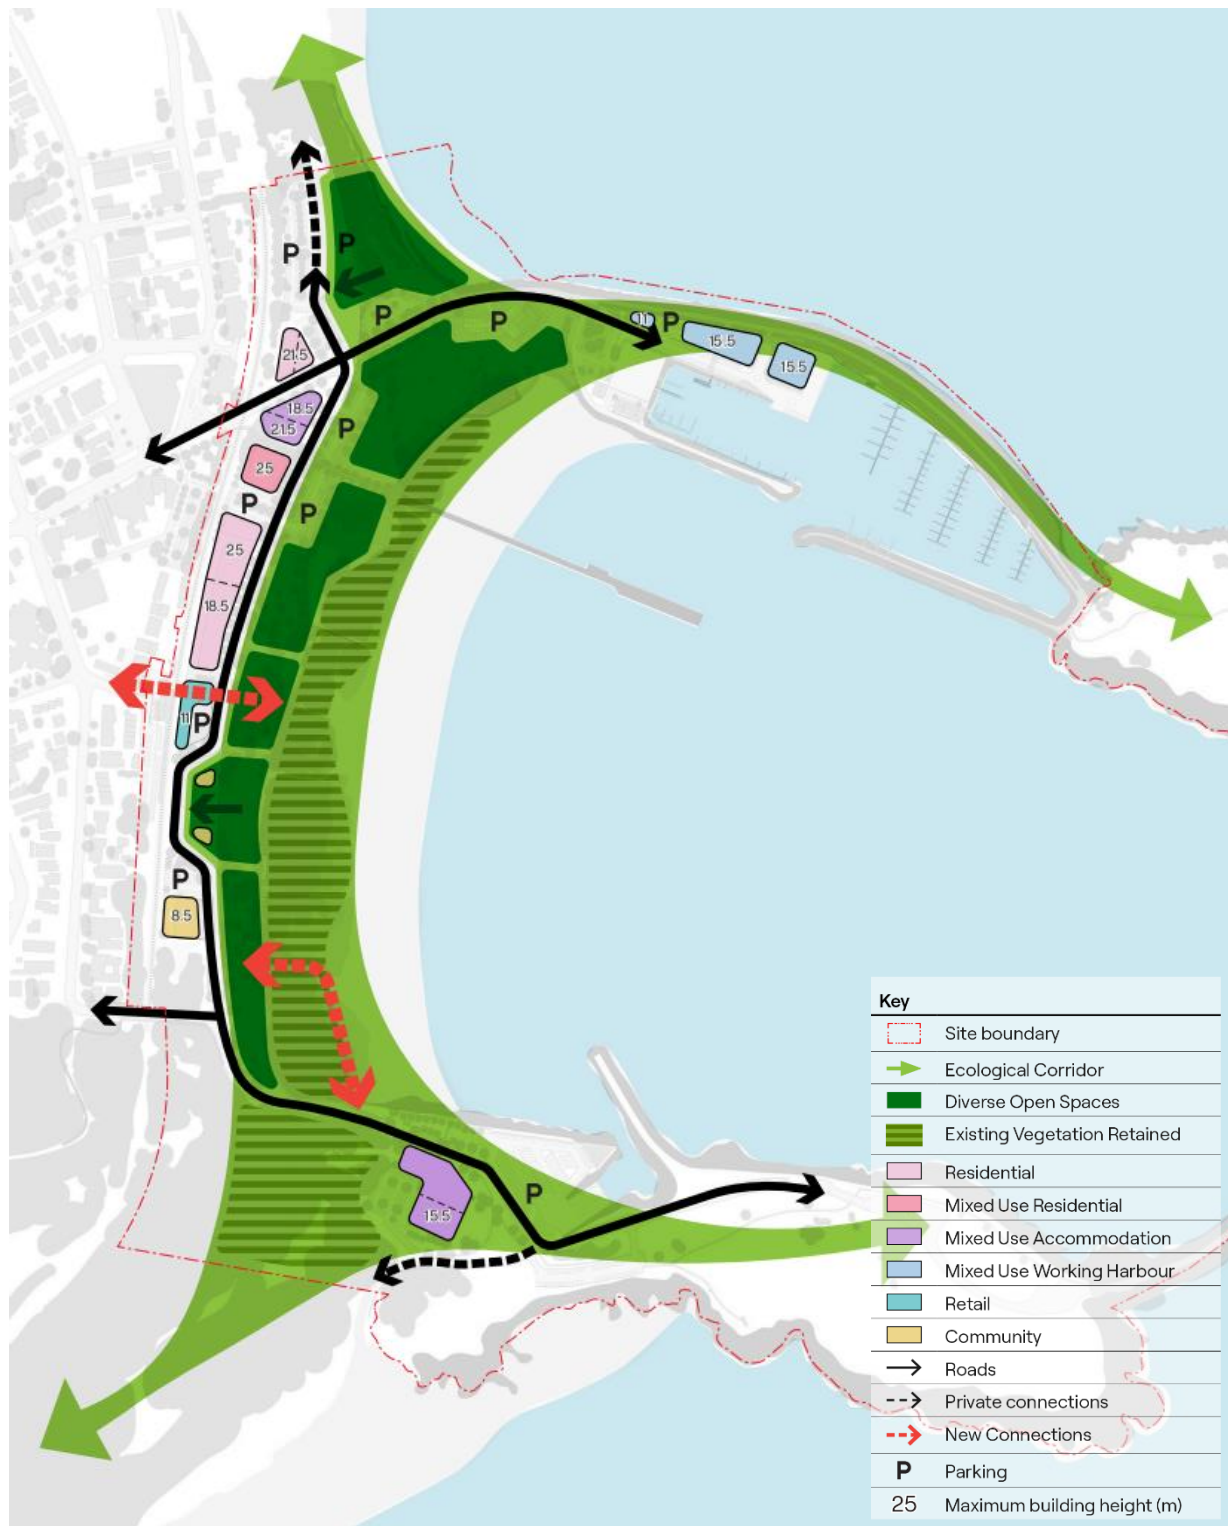 P
P
P
P
11
P
15.5
15.5
21.5
18.5
21.5
P
25
P
P
25
18.5
11
P
P
8.5
15.5
P
Key
Site boundary
Ecological Corridor
Diverse Open Spaces
Existing Vegetation Retained
Residential
Mixed Use Residential
Mixed Use Accommodation
Mixed Use Working Harbour
Retail
Community
Roads
Private connections
New Connections
P Parking
25 Maximum building height (m)